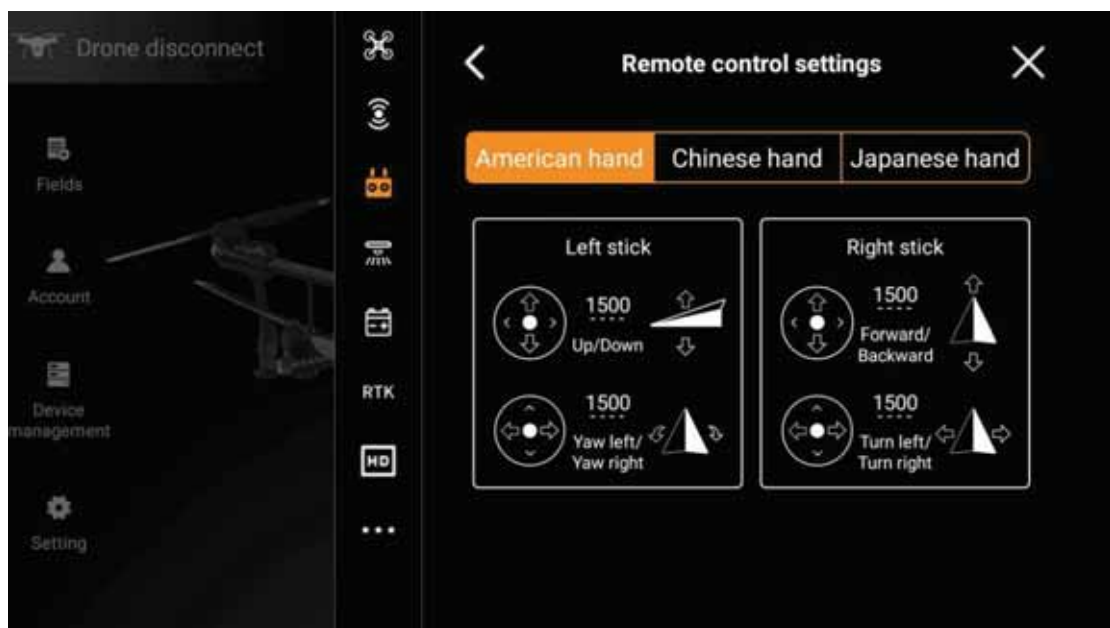 Drone disconnect
Fields
Account
Device
management
Setting
RTK
HD
Remote control settings
American hand
Chinese hand
Japanese hand
Left stick
1500
Up/Down
1500
Yaw left/
Yaw right
Right stick
1500
Forward/
Backward
1500
Turn left/
Turn right